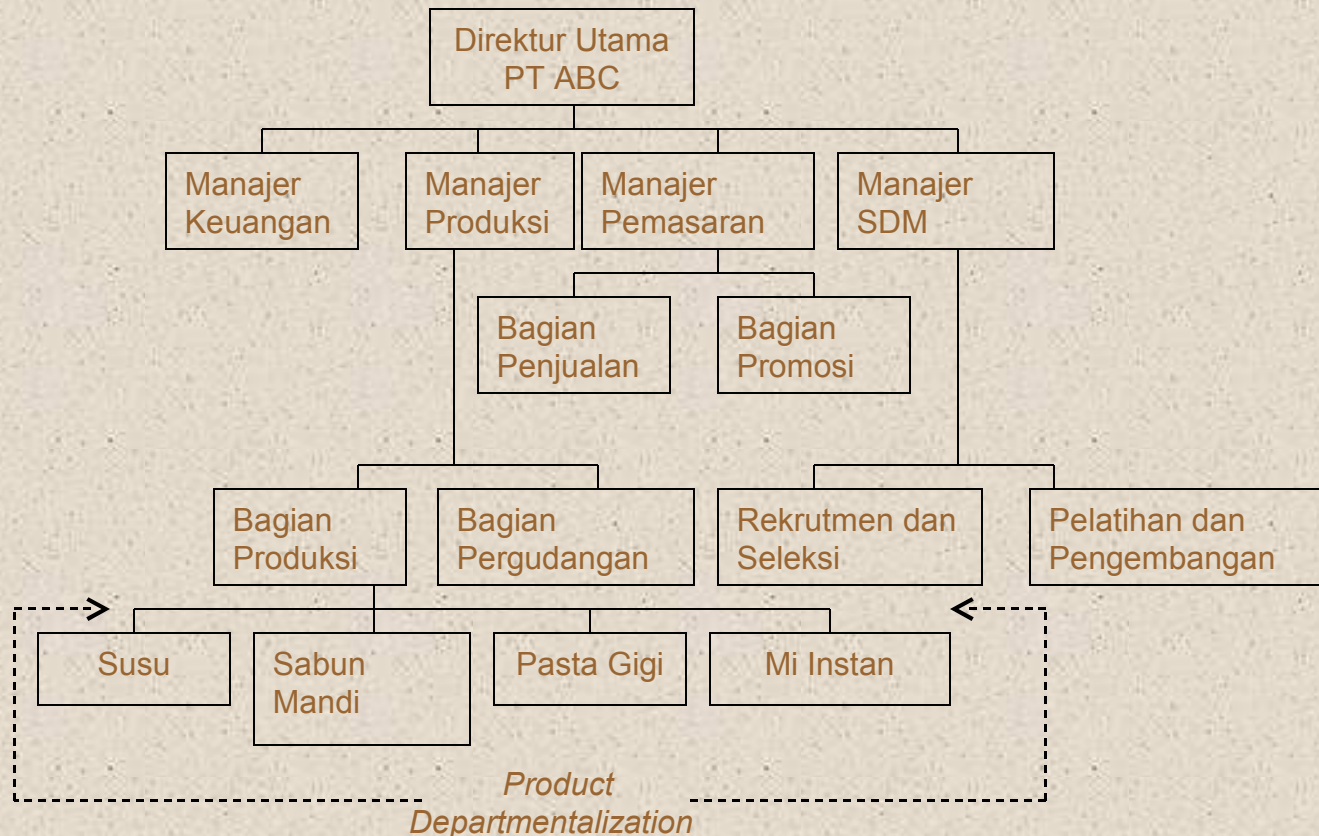 Direktur Utama
PT ABC
Manajer
Keuangan
Manajer
Produksi
Manajer
Pemasaran
Manajer
SDM
Bagian
Penjualan
Bagian
Promosi
Bagian
Produksi
Bagian
Pergudangan
Rekrutmen dan
Seleksi
Pelatihan dan
Pengembangan
Susu
Sabun
Mandi
Pasta Gigi
Mi Instan
Product
Departmentalization